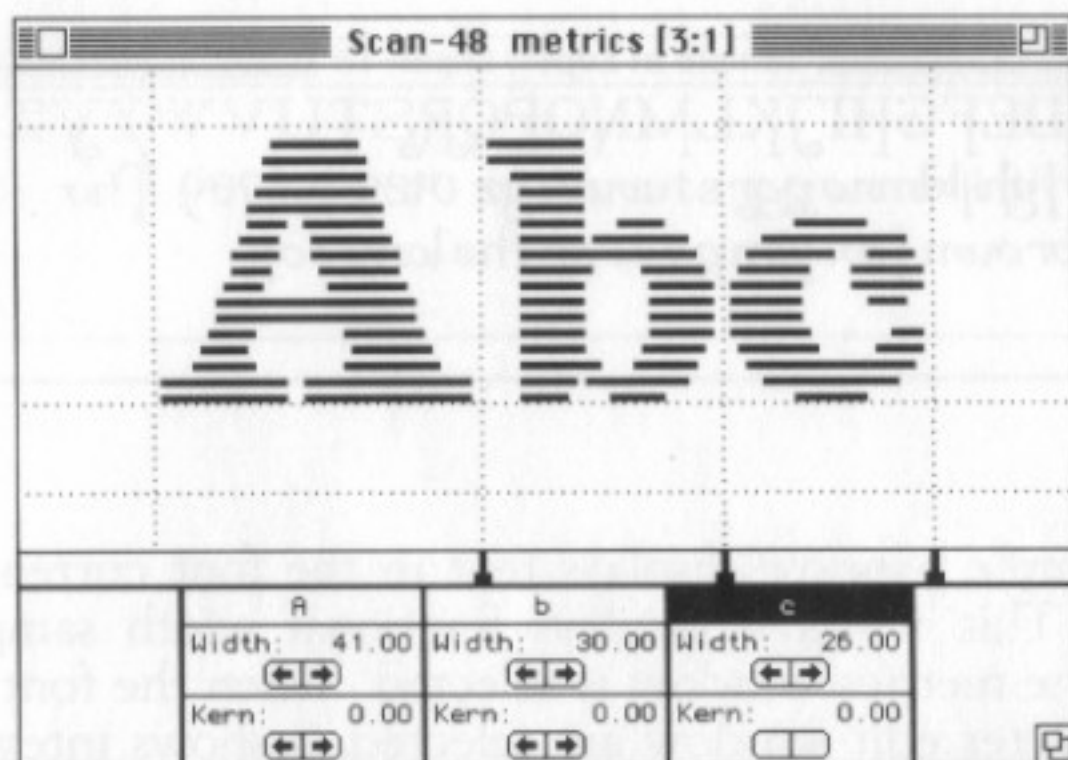 Scan-48 metrics [3:1]
Abc
A b c
Width: 41.00 Width: 30.00 Width: 26.00
Kern: 0.00 Kern: 0.00 Kern: 0.00